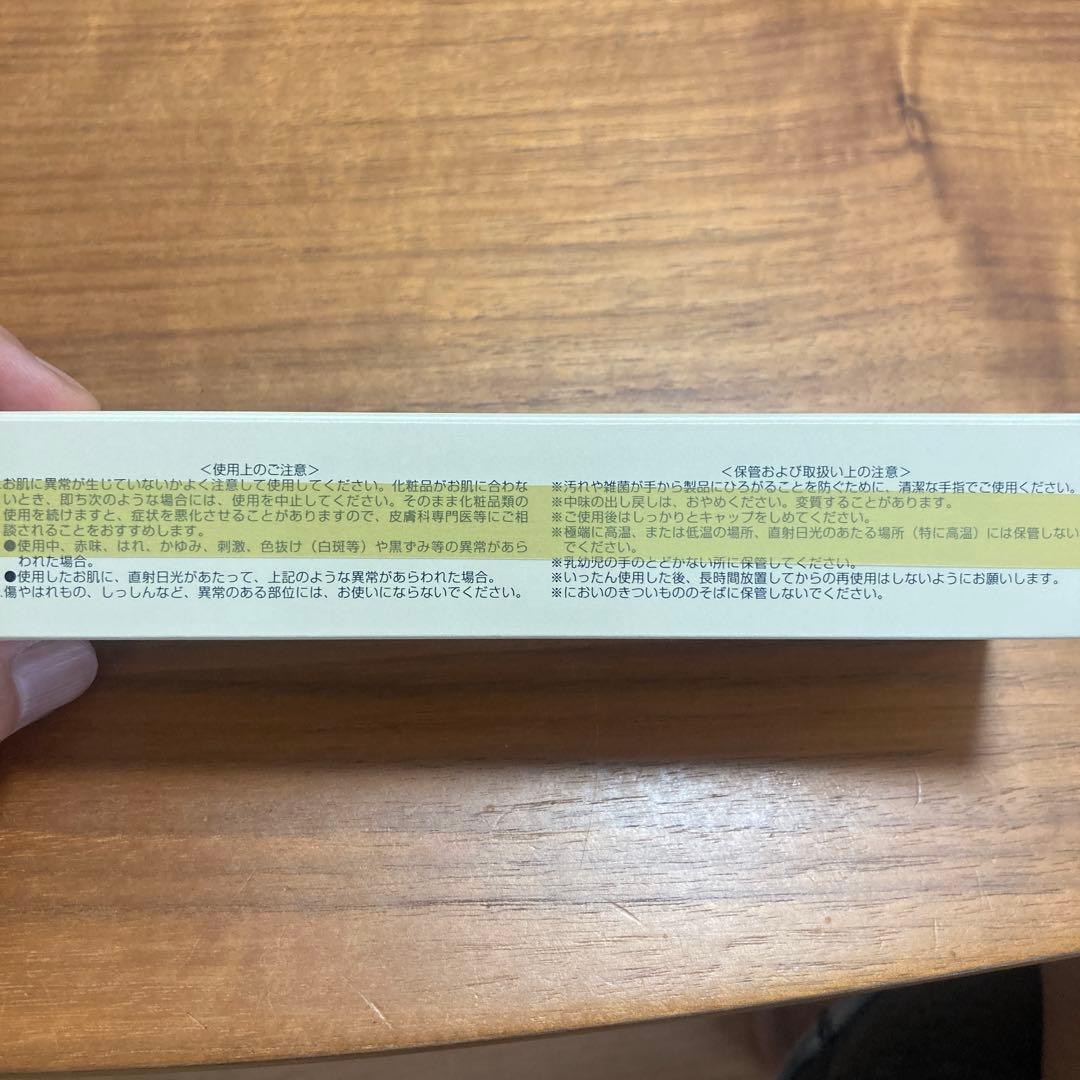 <使用上のご注意>
お肌に異常が生じていないかよく注意して使用してください。化粧品がお肌に合わな
いとき、即ち次のような場合には、使用を中止してください。そのまま化粧品類の
使用を続けますと、症状を悪化させることがありますので、皮膚科専門医等にご相
談されることをおすすめします。
●使用中、赤味、はれ、かゆみ、刺激、色抜け(白斑等)や黒ずみ等の異常があら
われた場合。
●使用したお肌に、直射日光があたって、上記のような異常があらわれた場合。
傷やはれもの、しっしんなど、異常のある部位には、お使いにならないでください。
<保管および取扱い上の注意>
※汚れや雑菌が手から製品にひろがることを防ぐために、清潔な手指でご使用ください。
※中味の出し戻しは、おやめください。変質することがあります。
※ご使用後はしっかりとキャップをしめてください。
※極端に高温、または低温の場所、直射日光のあたる場所(特に高温)には保管しない
でください。
※乳幼児の手のとどかない所に保管してください。
※いったん使用した後、長時間放置してからの再使用はしないようにお願いします。
※においのきついもののそばに保管しないでください。